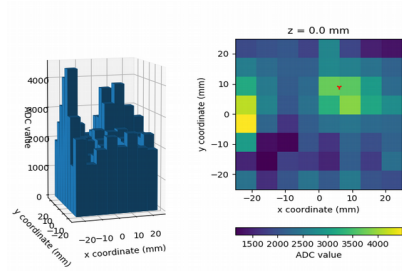 z = 0.0 mm
4000
3000
2000
1000
0
ADC value
20
10
0
−10
−20
y coordinate (mm)
−20 −10 0 10 20
x coordinate (mm)
20
10
0
−10
−20
y coordinate (mm)
−20 −10 0 10 20
x coordinate (mm)
1500 2000 2500 3000 3500 4000
ADC value